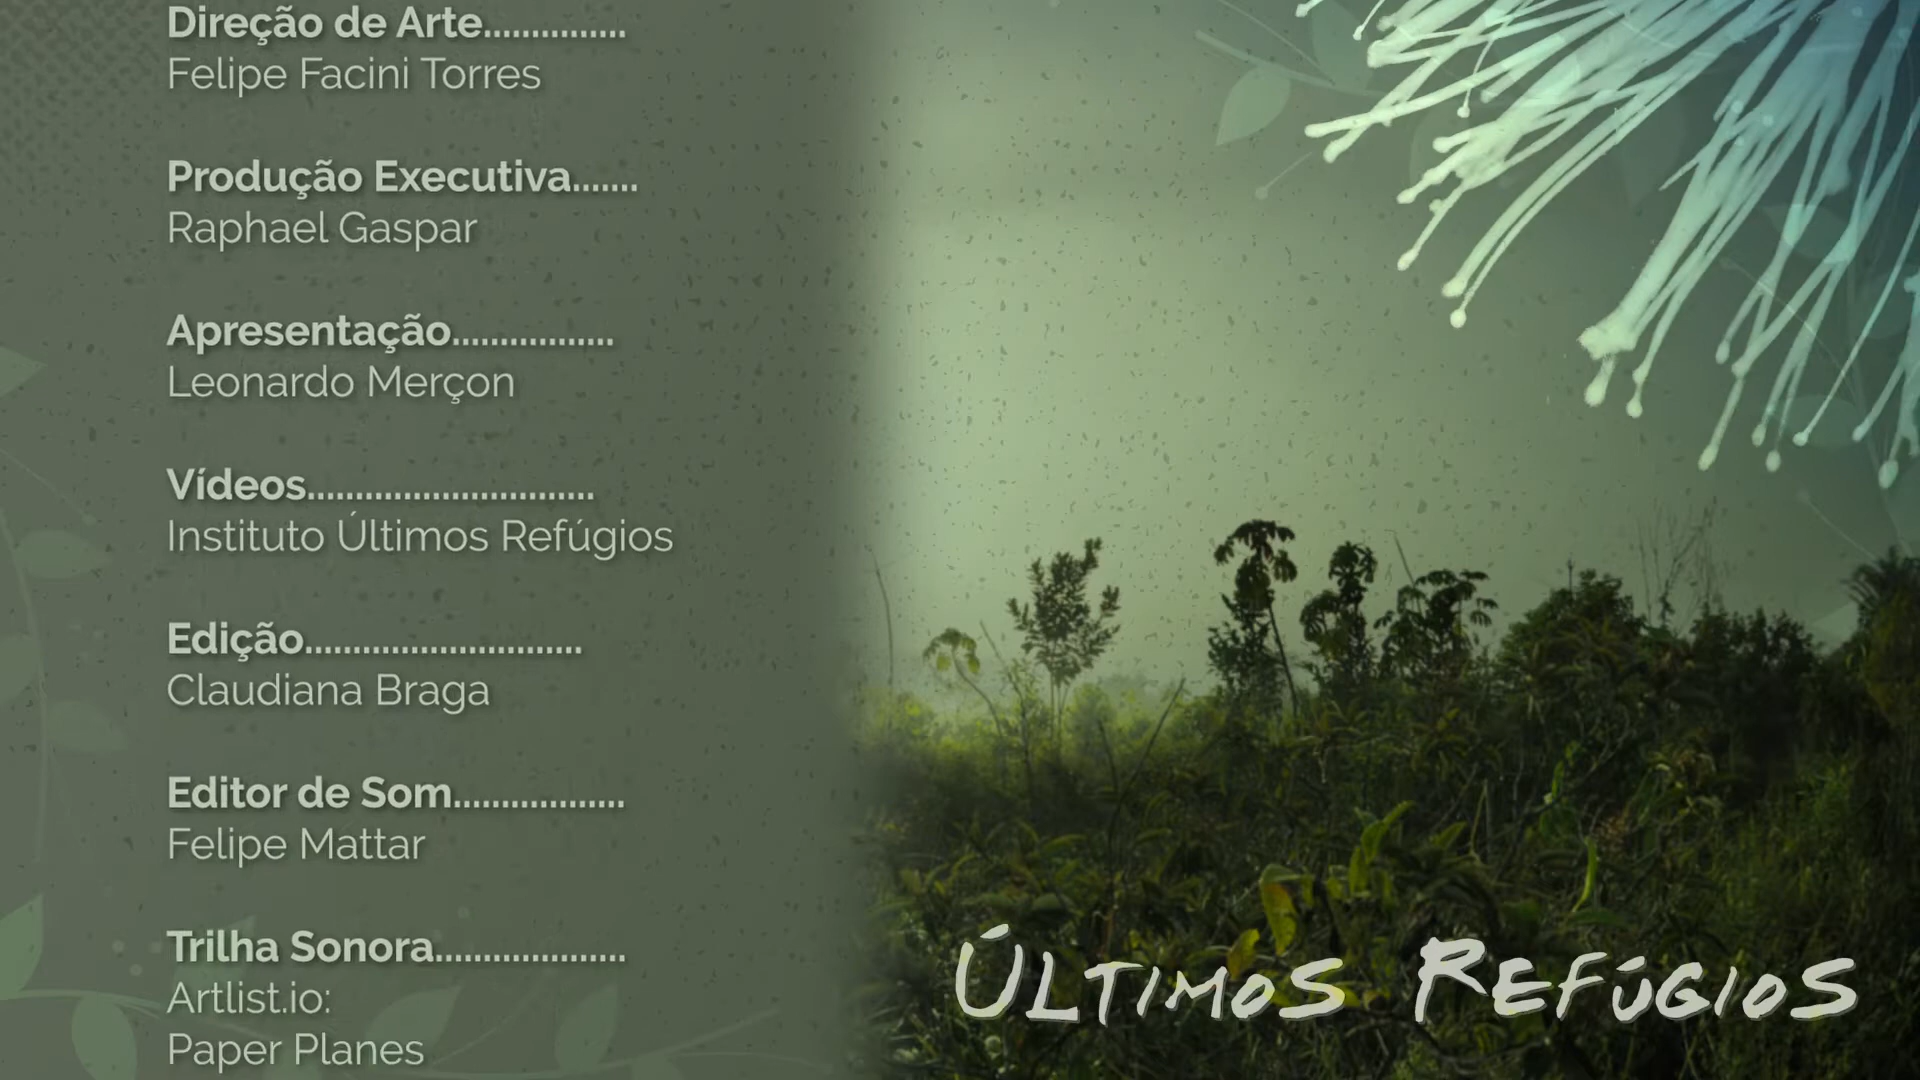 Direção de Arte...............
Felipe Facini Torres
Produção Executiva.......
Raphael Gaspar
Apresentação.................
Leonardo Merçon
Vídeos..............................
Instituto Últimos Refúgios
Edição.............................
Claudiana Braga
Editor de Som..................
Felipe Mattar
Trilha Sonora....................
Artlist.io:
Paper Planes
Últimos Refúgios